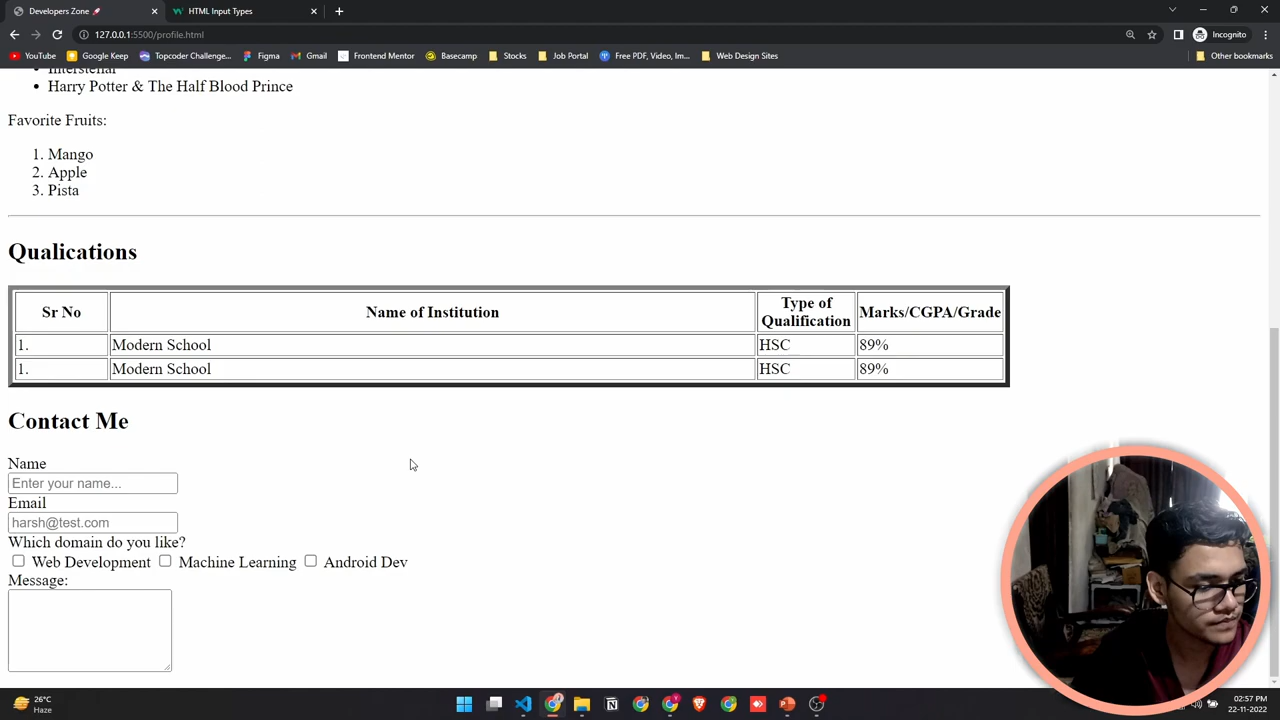 Developers Zone 🚀
HTML Input Types
127.0.0.1:5500/profile.html
Incognito
YouTube
Google Keep
Topcoder Challenge...
Figma
Gmail
Frontend Mentor
Basecamp
Stocks
Job Portal
Free PDF, Video, Im...
Web Design Sites
Other bookmarks
Interstellar
Harry Potter & The Half Blood Prince
Favorite Fruits:
1. Mango
2. Apple
3. Pista
Qualications
Sr No Name of Institution Type of Qualification Marks/CGPA/Grade
1. Modern School HSC 89%
1. Modern School HSC 89%
Contact Me
Name
Enter your name...
Email
harsh@test.com
Which domain do you like?
Web Development Machine Learning Android Dev
Message:
26°C
Haze
02:57 PM
22-11-2022